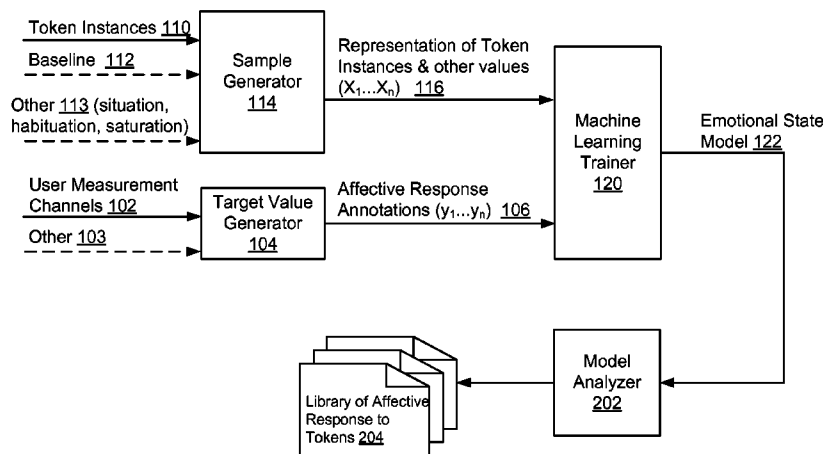 Token Instances 110
Baseline 112
Other 113 (situation,
habituation, saturation)
Sample
Generator
114
Representation of Token
Instances & other values
(X1...Xn) 116
User Measurement
Channels 102
Other 103
Target Value
Generator
104
Affective Response
Annotations (y1...yn) 106
Machine
Learning
Trainer
120
Emotional State
Model 122
Model
Analyzer
202
Library of Affective
Response to
Tokens 204